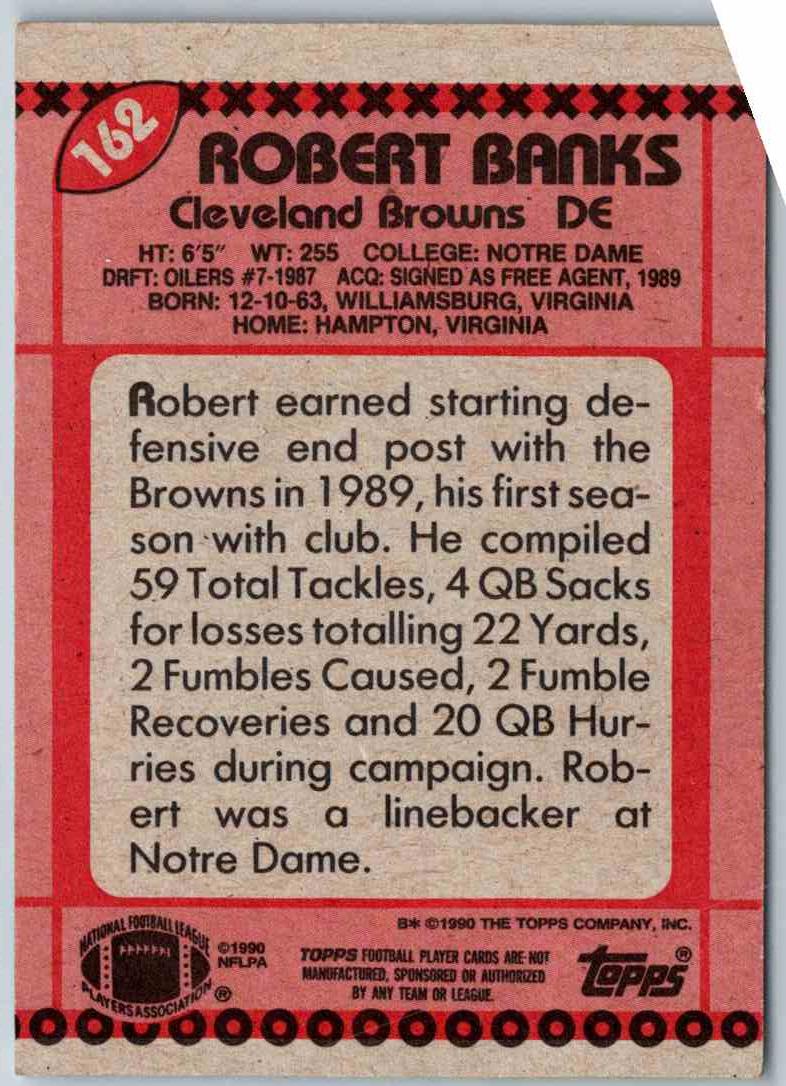 162
ROBERT BANKS
Cleveland Browns DE
HT: 6'5" WT: 255 COLLEGE: NOTRE DAME
DRFT: OILERS #7-1987 ACQ: SIGNED AS FREE AGENT, 1989
BORN: 12-10-63, WILLIAMSBURG, VIRGINIA
HOME: HAMPTON, VIRGINIA
Robert earned starting de-
fensive end post with the
Browns in 1989, his first sea-
son with club. He compiled
59 Total Tackles, 4 QB Sacks
for losses totalling 22 Yards,
2 Fumbles Caused, 2 Fumble
Recoveries and 20 QB Hur-
ries during campaign. Rob-
ert was a linebacker at
Notre Dame.
B* ©1990 THE TOPPS COMPANY, INC.
NATIONAL FOOTBALL LEAGUE
PLAYERS ASSOCIATION ®
©1990
NFLPA
TOPPS FOOTBALL PLAYER CARDS ARE NOT
MANUFACTURED, SPONSORED OR AUTHORIZED
BY ANY TEAM OR LEAGUE.
topps®